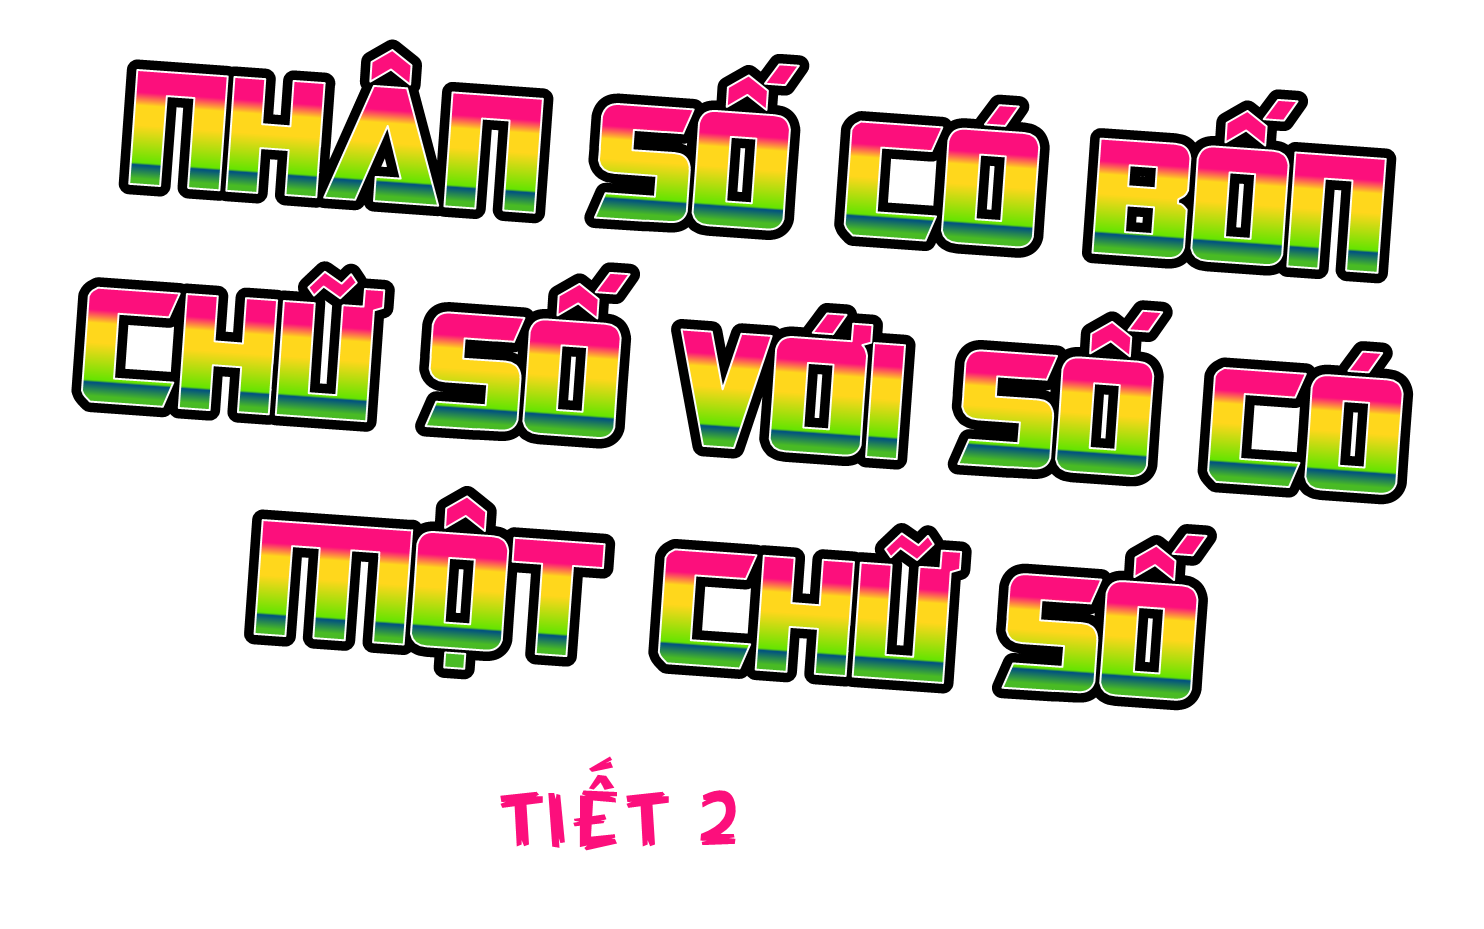 NHÂN SỐ CÓ BỐN
CHỮ SỐ VỚI SỐ CÓ
MỘT CHỮ SỐ
TIẾT 2